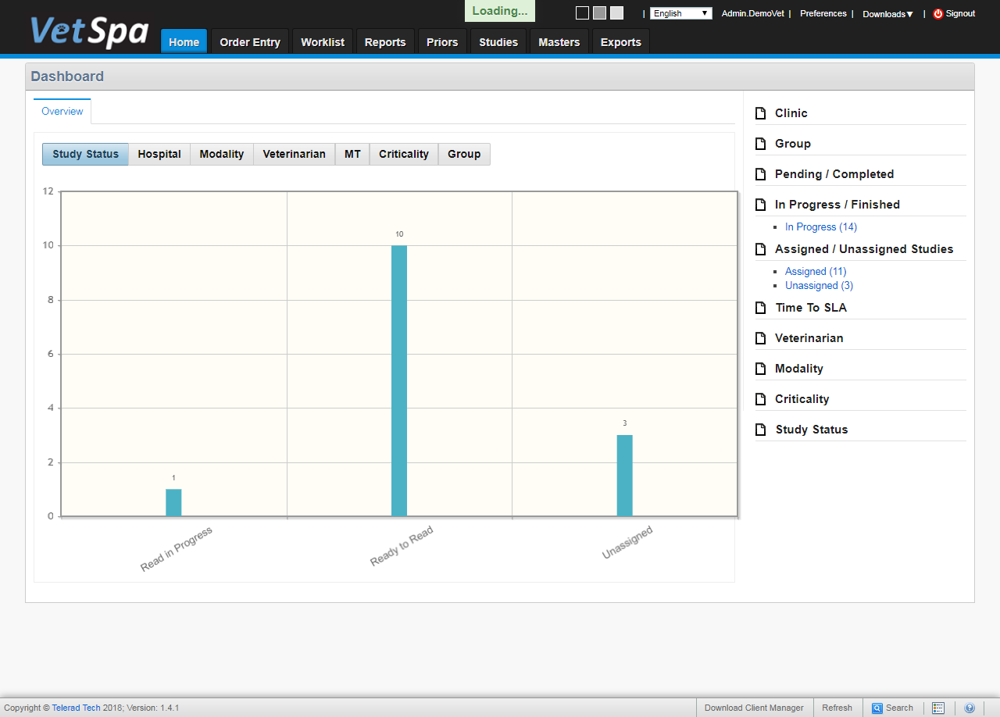 VetSpa
Loading...
| English Admin.DemoVet | Preferences | Downloads▼ | Signout
Home Order Entry Worklist Reports Priors Studies Masters Exports
Dashboard
Overview
Study Status Hospital Modality Veterinarian MT Criticality Group
12
10
8
6
4
2
0
1
10
3
Read in Progress
Ready to Read
Unassigned
Clinic
Group
Pending / Completed
In Progress / Finished
In Progress (14)
Assigned / Unassigned Studies
Assigned (11)
Unassigned (3)
Time To SLA
Veterinarian
Modality
Criticality
Study Status
Copyright © Telerad Tech 2018; Version: 1.4.1
Download Client Manager Refresh Search